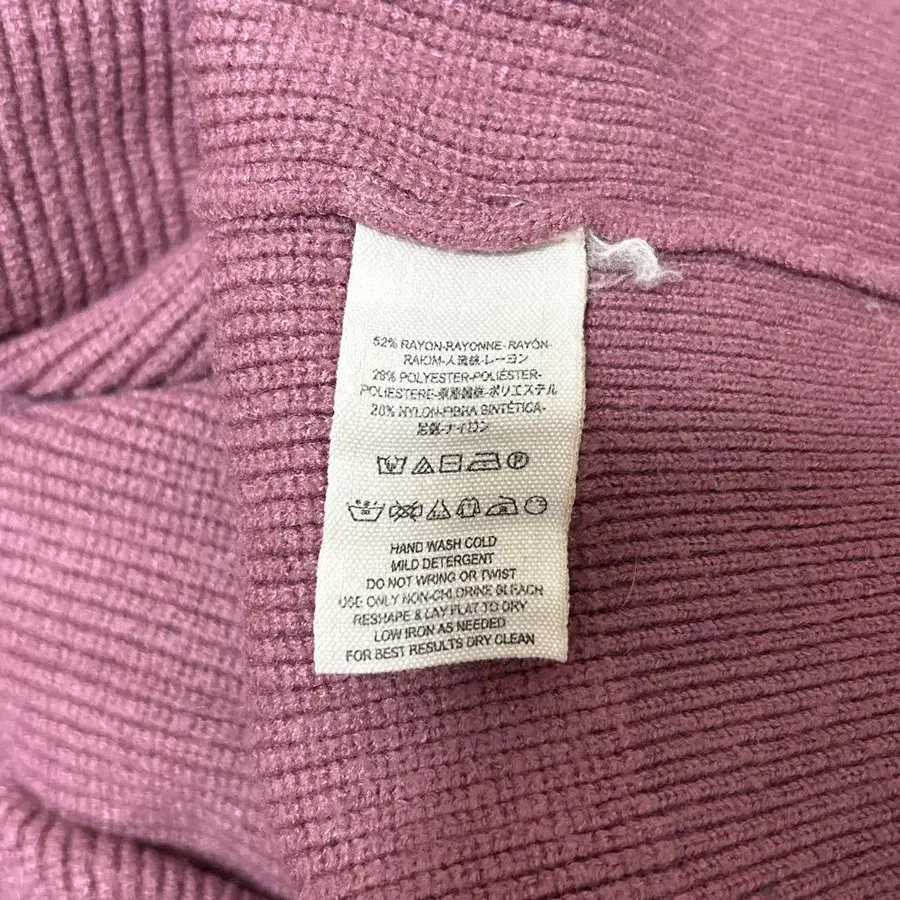 52% RAYON-RAYONNE-RAYÓN-
RAION-人造絲-レーヨン
28% POLYESTER-POLIÉSTER-
POLIESTERE-聚酯纖維-ポリエステル
20% NYLON-FIBRA SINTÉTICA-
尼龍-ナイロン
HAND WASH COLD
MILD DETERGENT
DO NOT WRING OR TWIST
USE ONLY NON-CHLORINE BLEACH
RESHAPE & LAY FLAT TO DRY
LOW IRON AS NEEDED
FOR BEST RESULTS DRY CLEAN